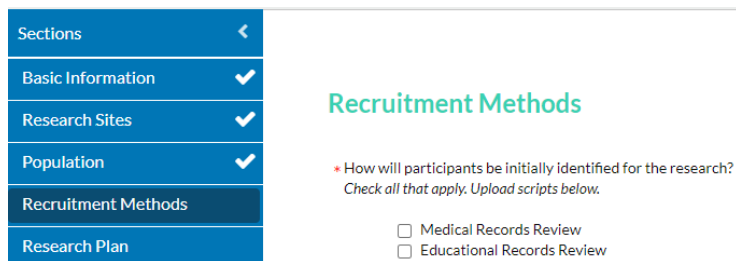 Sections
Basic Information
Research Sites
Population
Recruitment Methods
Research Plan
Recruitment Methods
* How will participants be initially identified for the research?
Check all that apply. Upload scripts below.
Medical Records Review
Educational Records Review